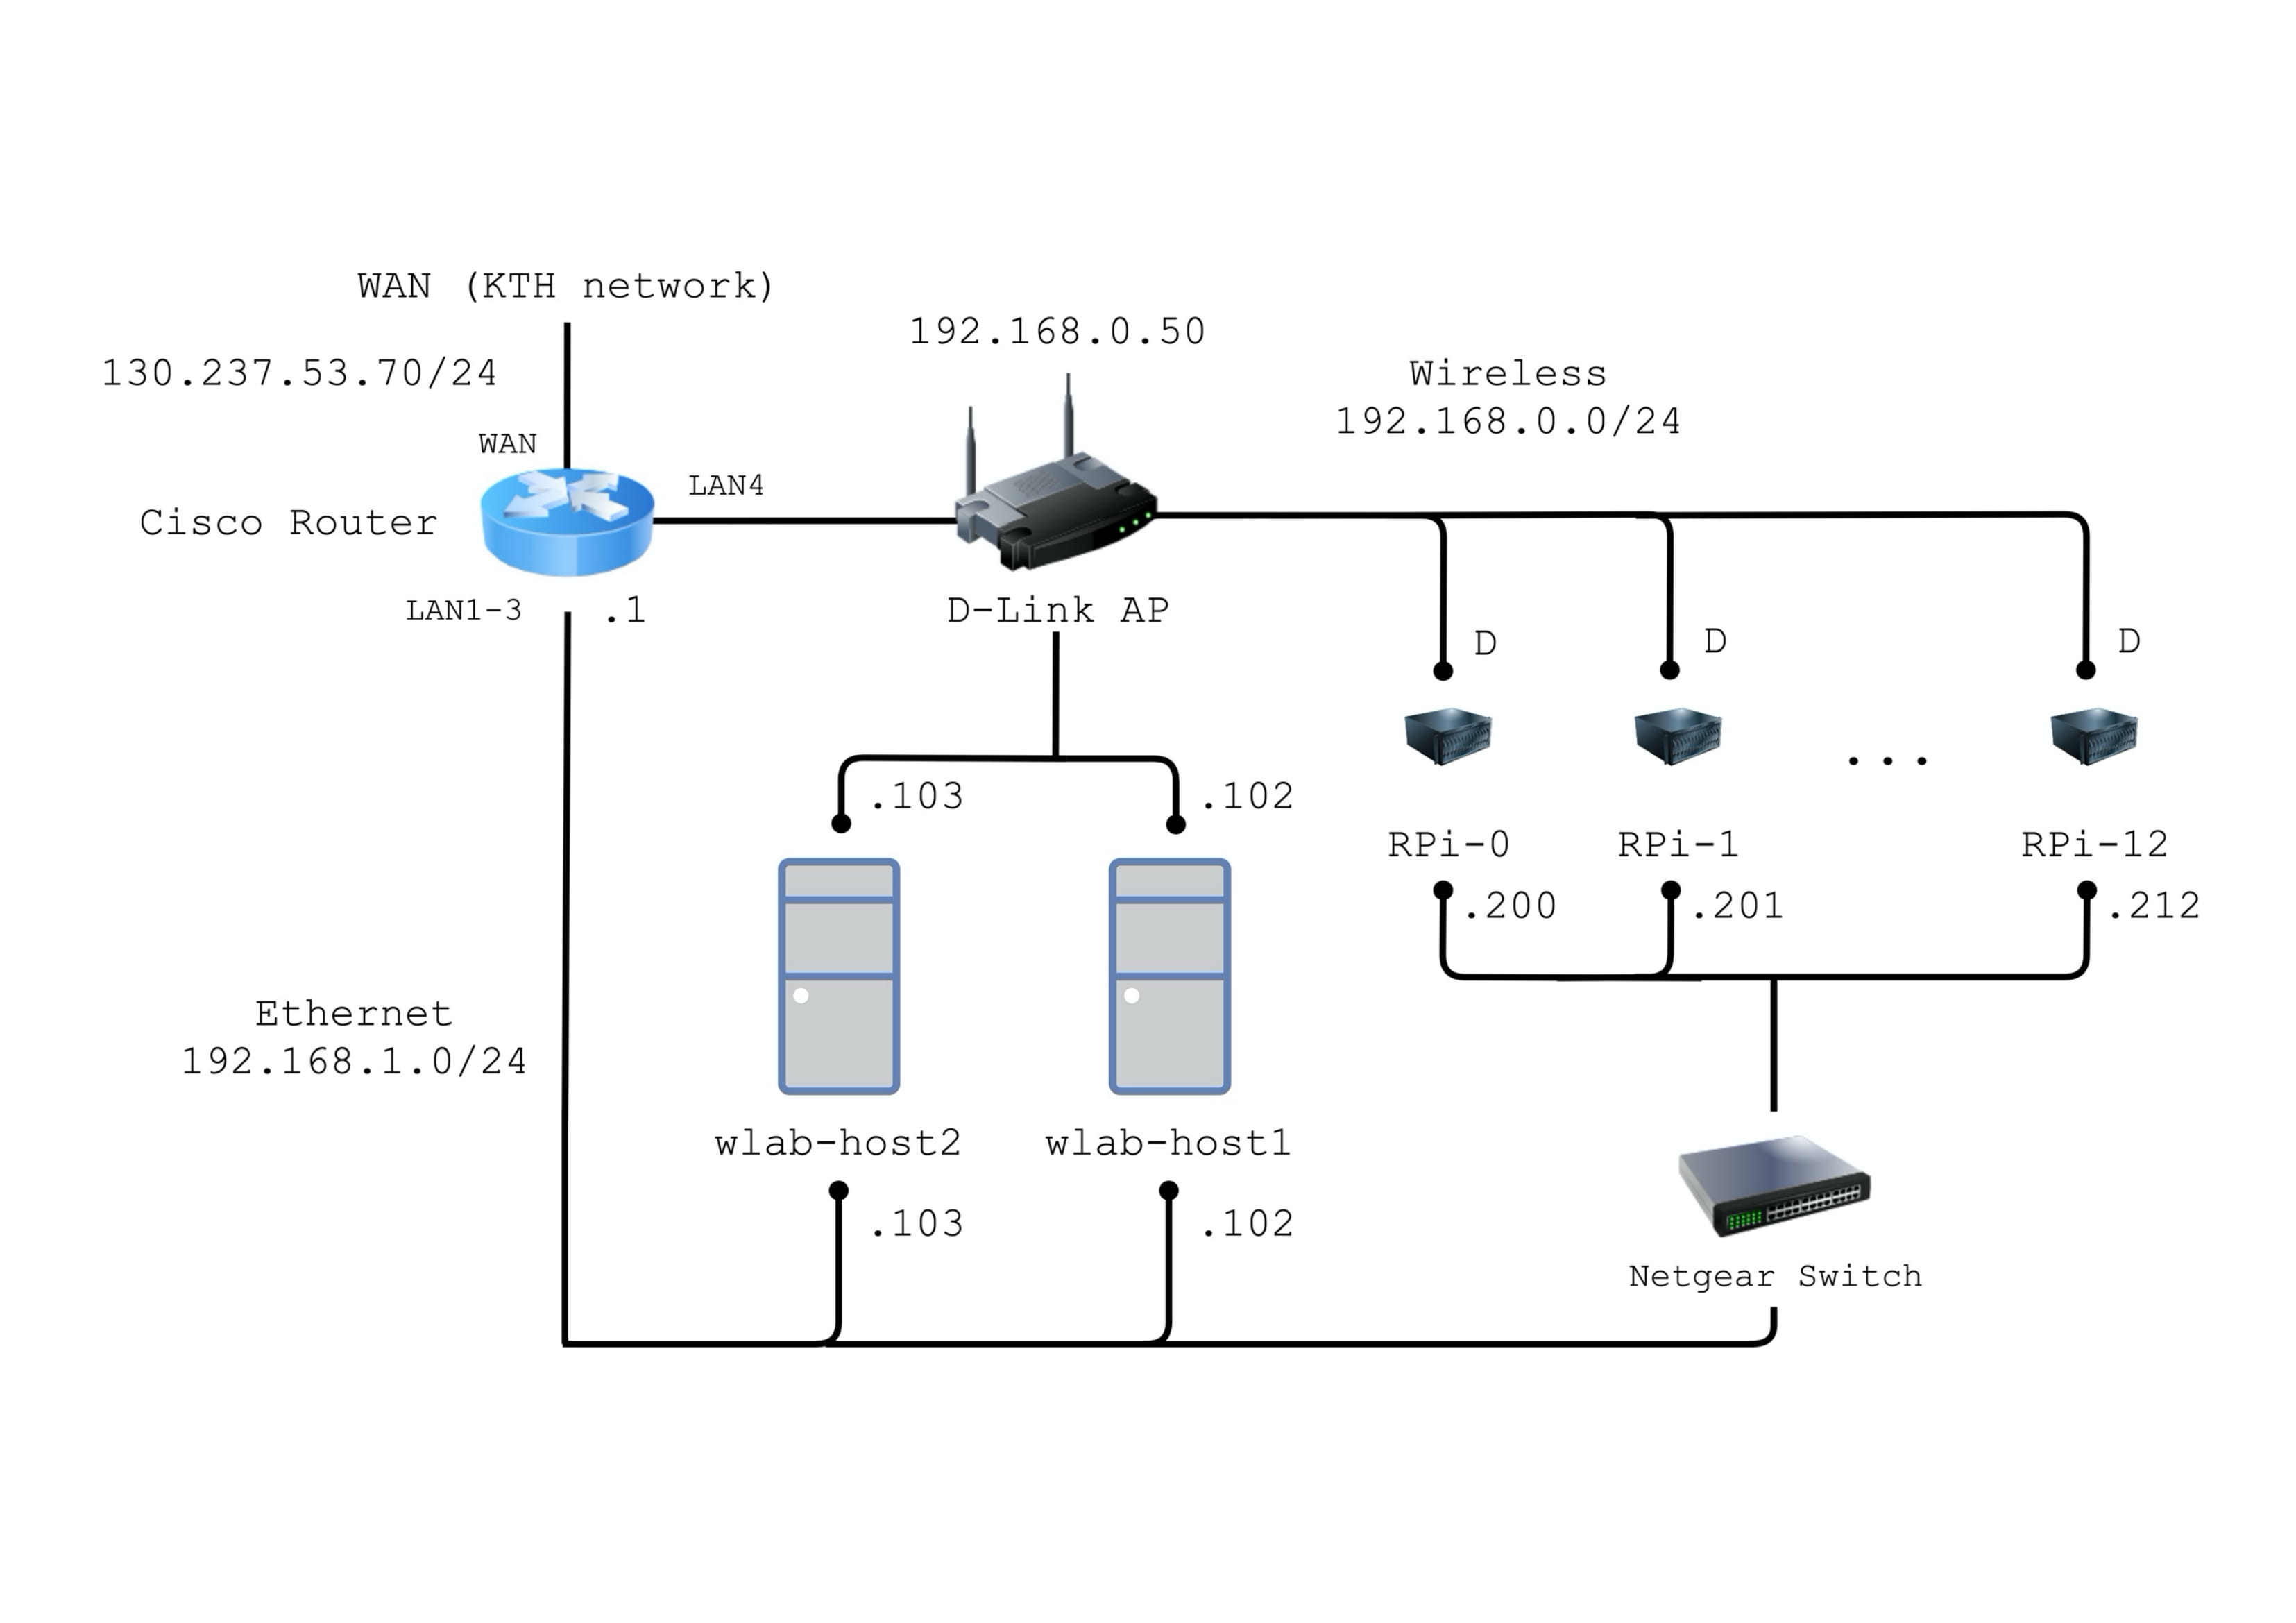 WAN (KTH network)
192.168.0.50
130.237.53.70/24
Wireless
192.168.0.0/24
WAN
LAN4
Cisco Router
LAN1-3
.1
D-Link AP
D
D
D
.103
.102
...
RPi-0
RPi-1
RPi-12
.200
.201
.212
Ethernet
192.168.1.0/24
wlab-host2
wlab-host1
.103
.102
Netgear Switch